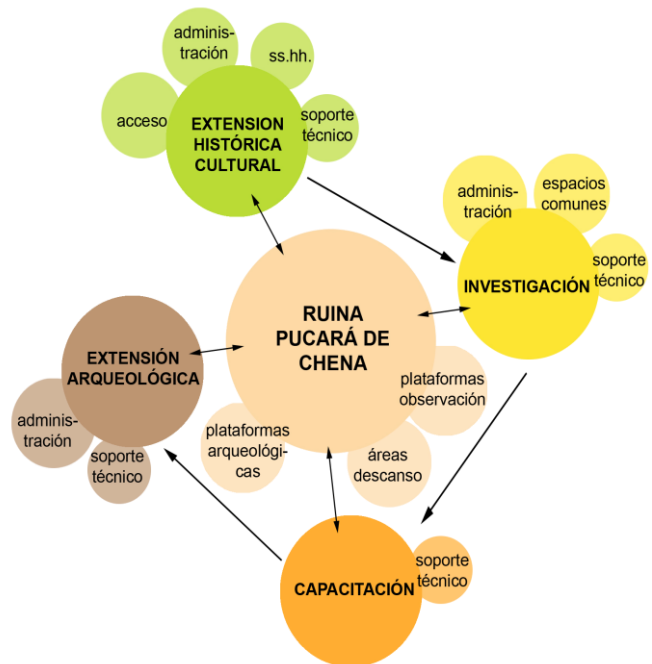 adminis-
tración
ss.hh.
acceso
EXTENSION
HISTÓRICA
CULTURAL
soporte
técnico
adminis-
tración
espacios
comunes
soporte
técnico
INVESTIGACIÓN
RUINA
PUCARÁ DE
CHENA
plataformas
observación
áreas
descanso
plataformas
arqueológi-
cas
EXTENSIÓN
ARQUEOLÓGICA
adminis-
tración
soporte
técnico
CAPACITACIÓN
soporte
técnico